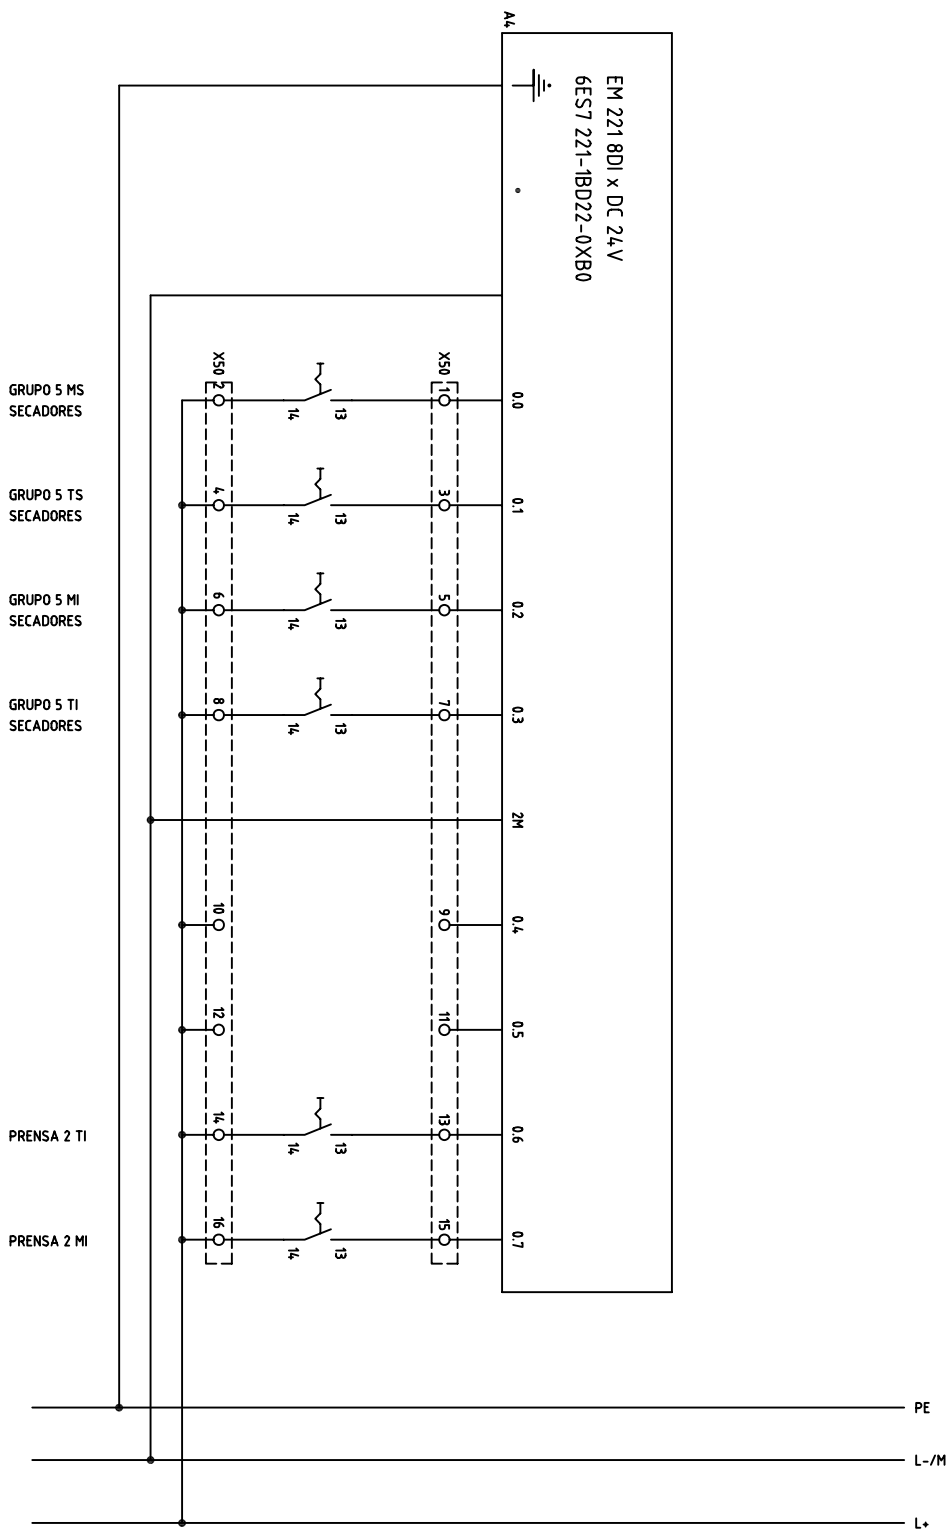 A4
EM 221 8DI x DC 24V
6ES7 221-1BD22-0XB0
X50
X50
GRUPO 5 MS
SECADORES
2
14
13
1
0.0
GRUPO 5 TS
SECADORES
4
14
13
3
0.1
GRUPO 5 MI
SECADORES
6
14
13
5
0.2
GRUPO 5 TI
SECADORES
8
14
13
7
0.3
2M
10
9
0.4
12
11
0.5
PRENSA 2 TI
14
14
13
13
0.6
PRENSA 2 MI
16
14
13
15
0.7
PE
L-/M
L+